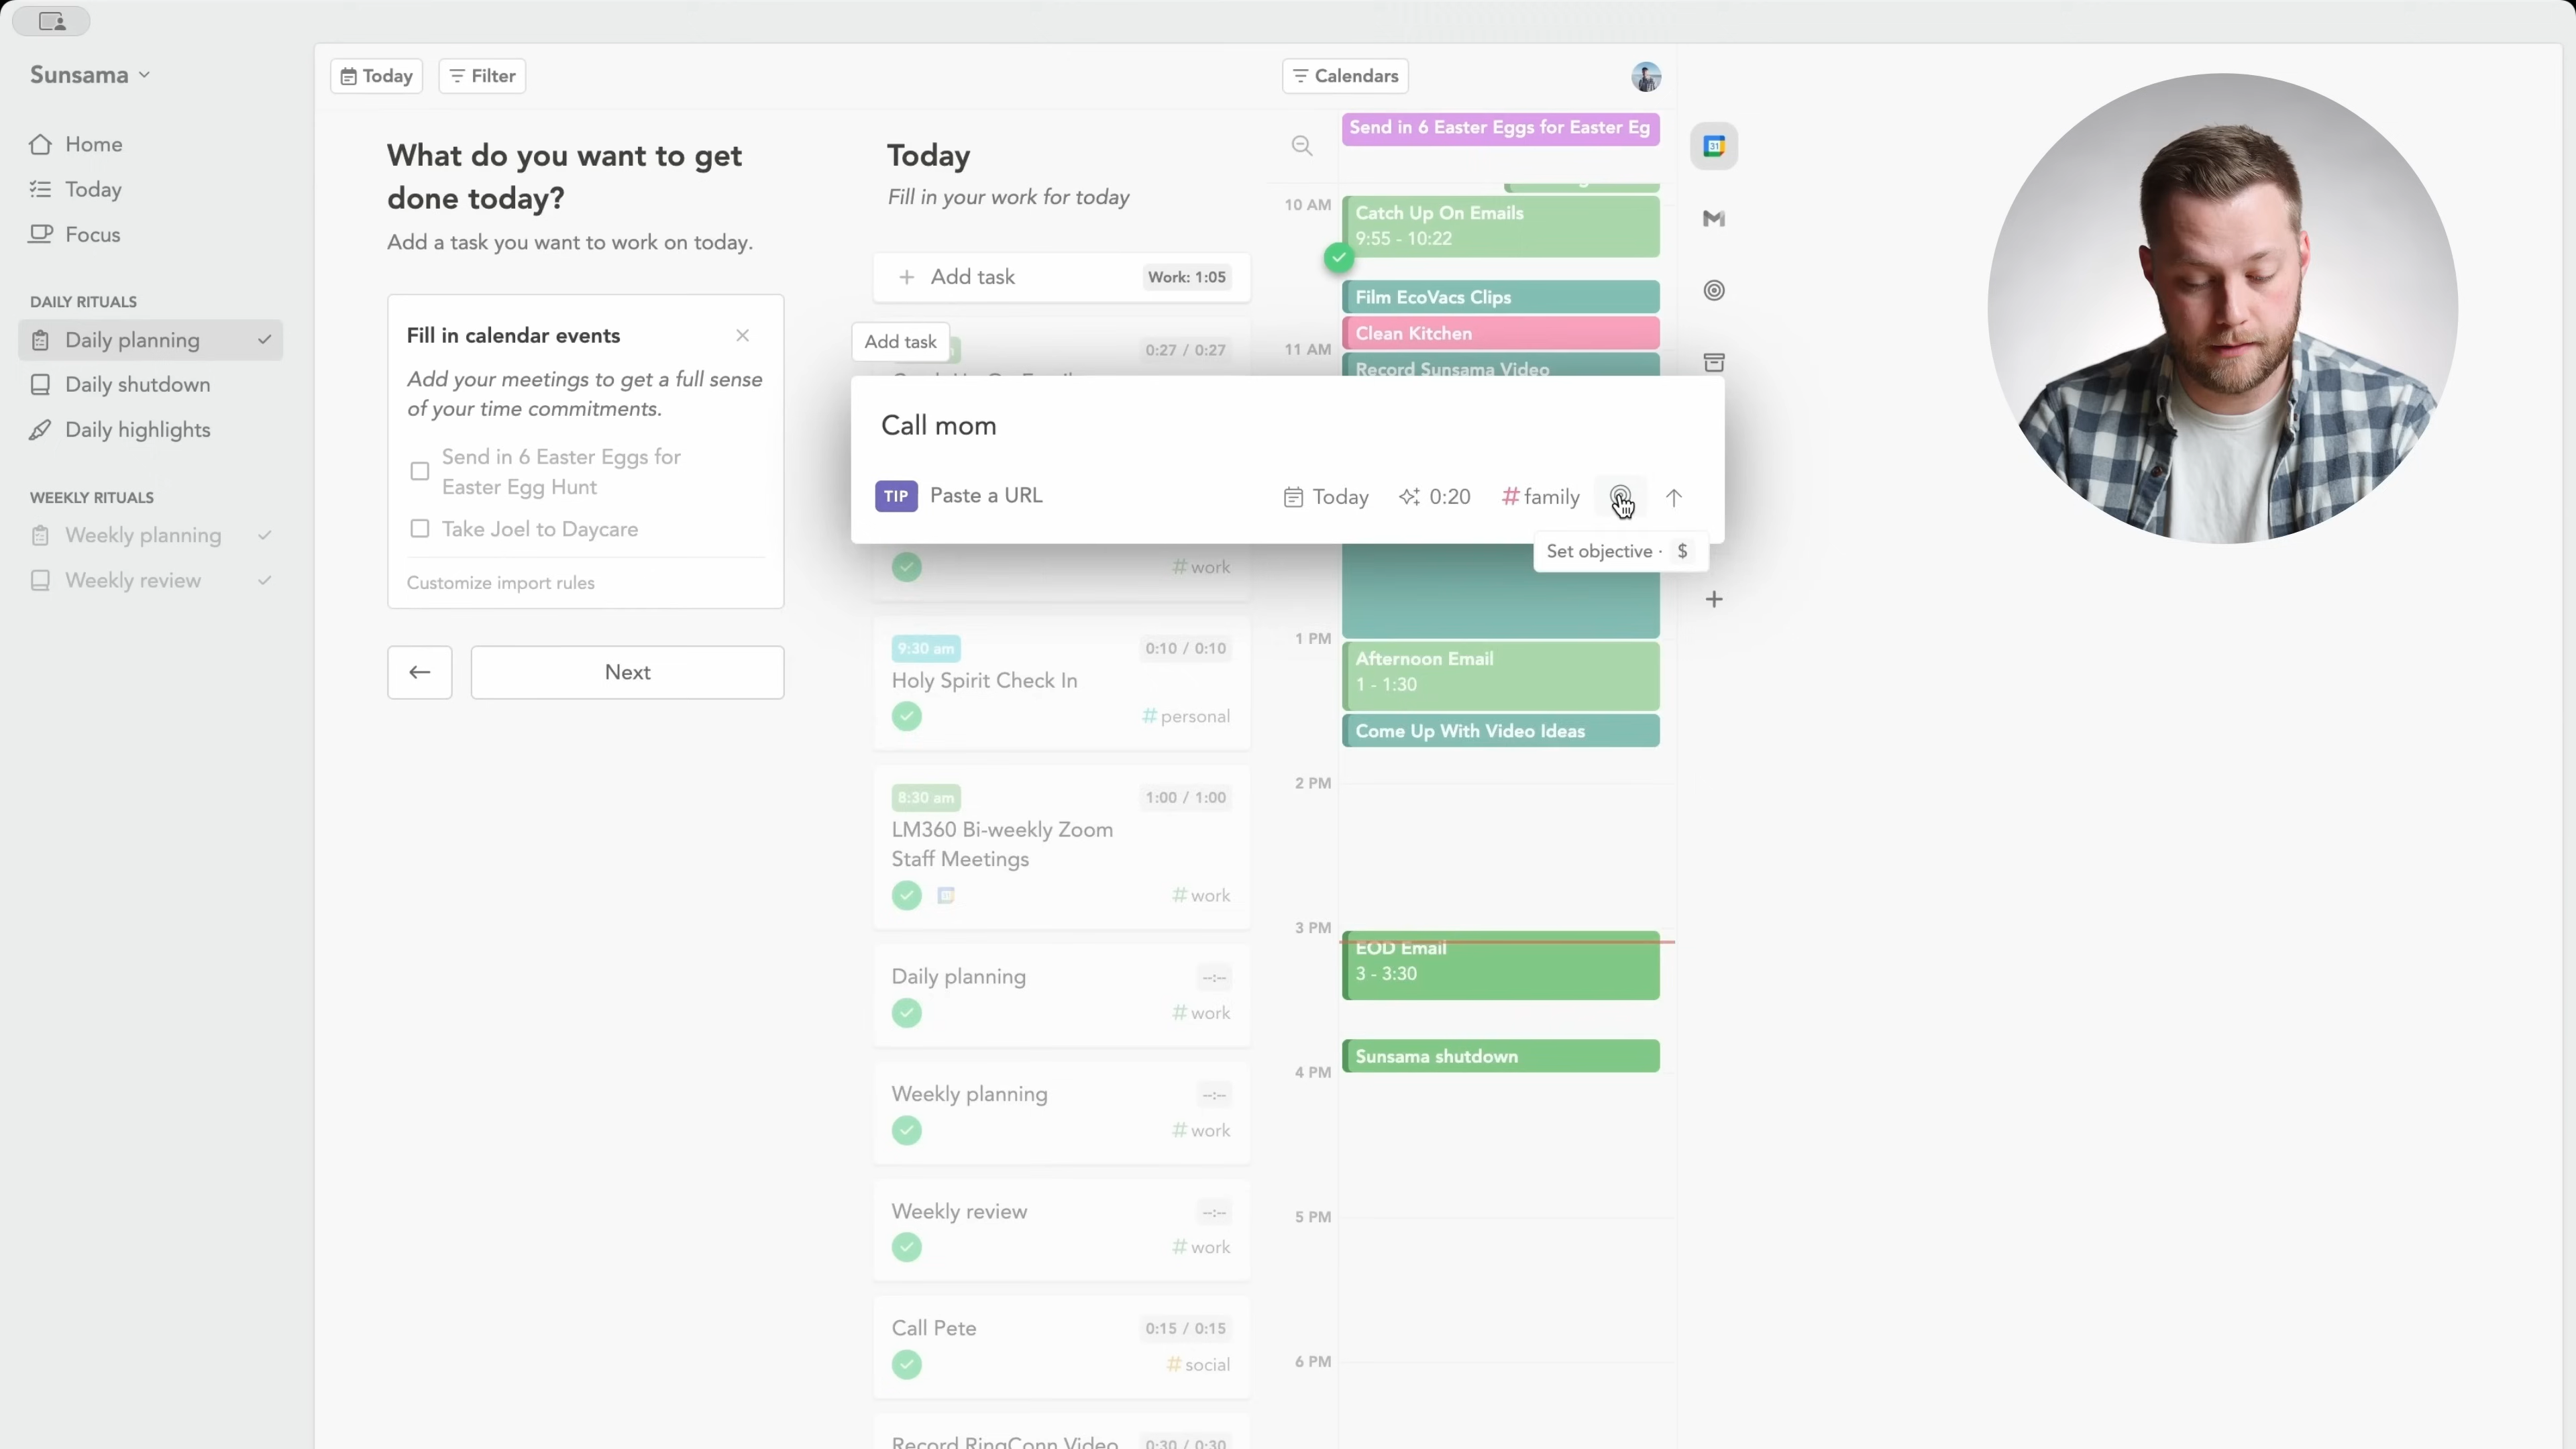 Sunsama
Home
Today
Focus
DAILY RITUALS
Daily planning
Daily shutdown
Daily highlights
WEEKLY RITUALS
Weekly planning
Weekly review
Today
Filter
What do you want to get
done today?
Add a task you want to work on today.
Fill in calendar events
Add your meetings to get a full sense
of your time commitments.
Send in 6 Easter Eggs for
Easter Egg Hunt
Take Joel to Daycare
Customize import rules
Next
Today
Fill in your work for today
Add task
Work: 1:05
Add task
0:27 / 0:27
Call mom
TIP
Paste a URL
Today
0:20
#family
Set objective · $
#work
9:30 am
0:10 / 0:10
Holy Spirit Check In
#personal
8:30 am
1:00 / 1:00
LM360 Bi-weekly Zoom
Staff Meetings
#work
Daily planning
--:--
#work
Weekly planning
--:--
#work
Weekly review
--:--
#work
Call Pete
0:15 / 0:15
#social
Record RingConn Video
0:30 / 0:30
Calendars
Send in 6 Easter Eggs for Easter Eg
10 AM
Catch Up On Emails
9:55 - 10:22
Film EcoVacs Clips
Clean Kitchen
11 AM
Record Sunsama Video
1 PM
Afternoon Email
1 - 1:30
Come Up With Video Ideas
2 PM
3 PM
EOD Email
3 - 3:30
Sunsama shutdown
4 PM
5 PM
6 PM
31